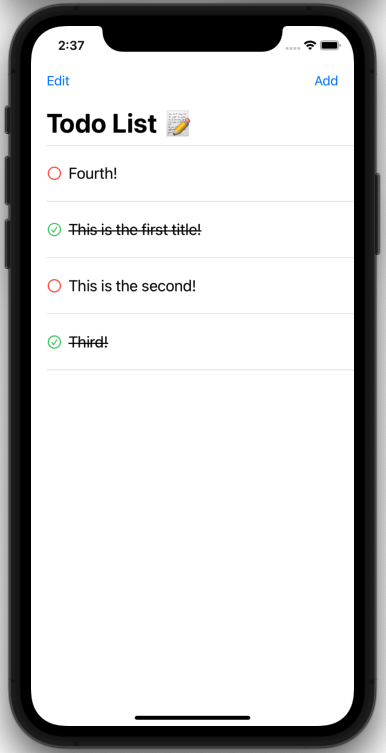 2:37
Edit
Add
Todo List 📝
Fourth!
This is the first title!
This is the second!
Third!